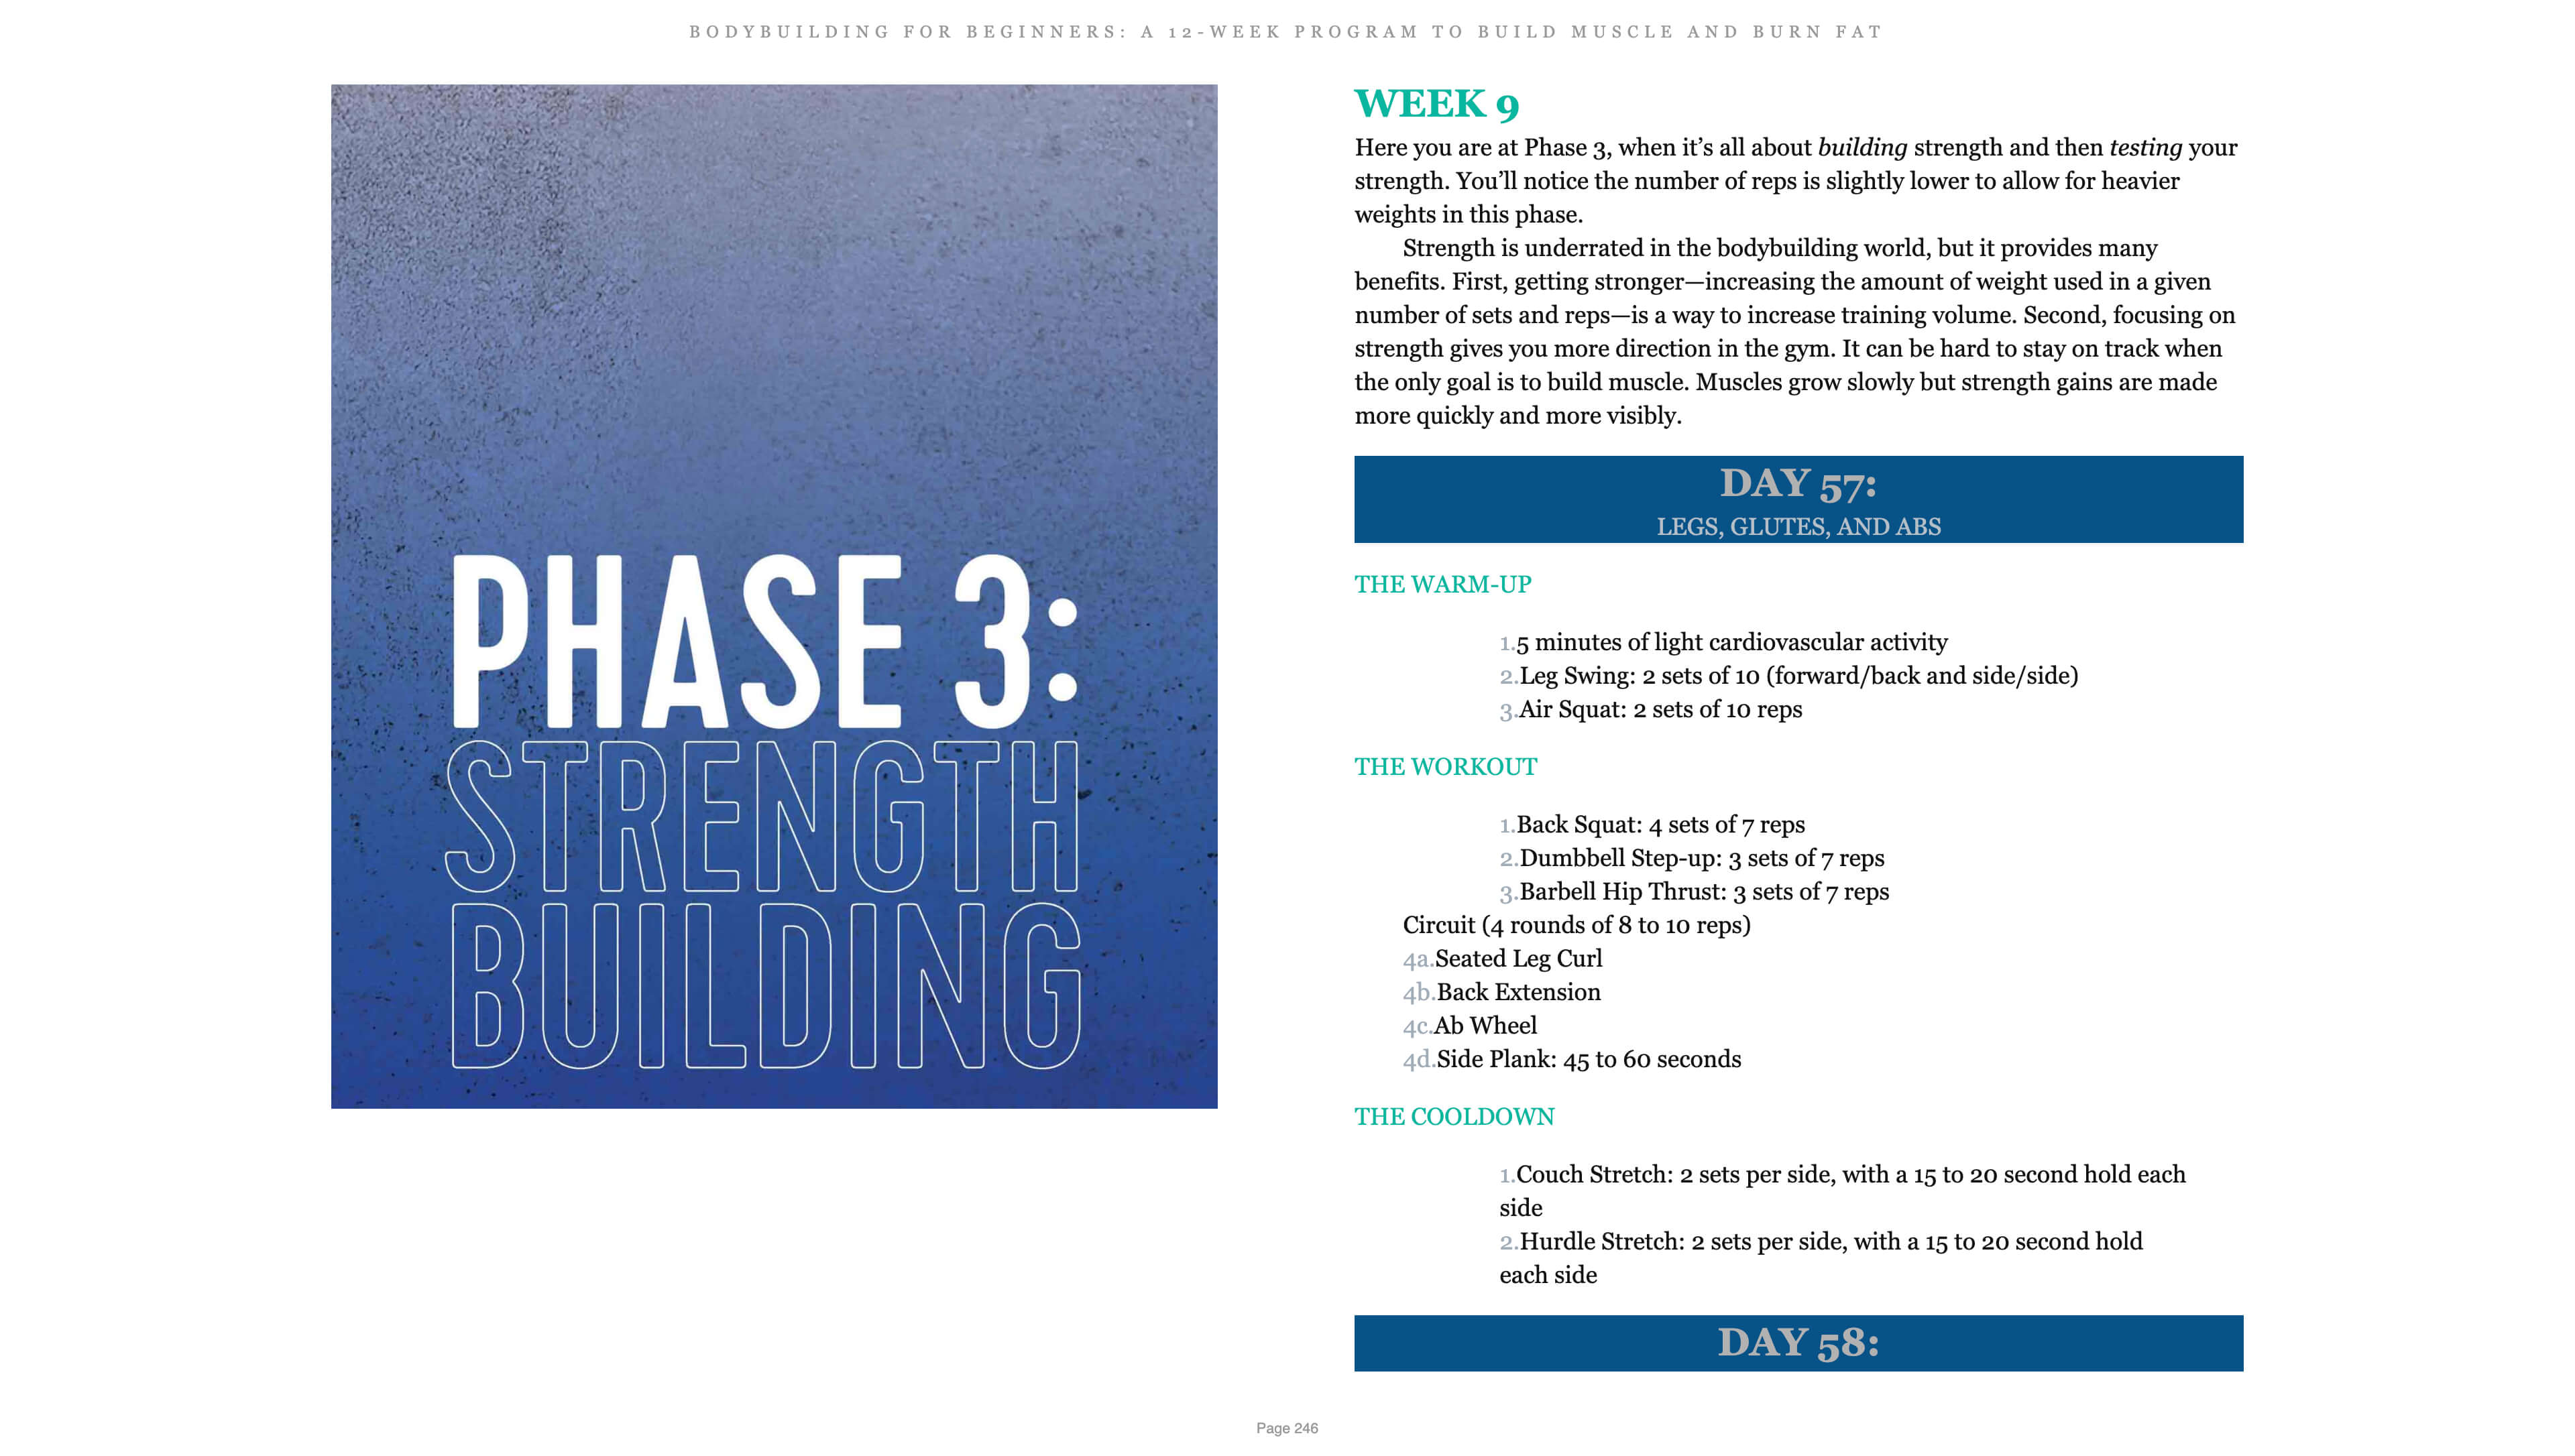 BODYBUILDING FOR BEGINNERS: A 12-WEEK PROGRAM TO BUILD MUSCLE AND BURN FAT
PHASE 3:
STRENGTH
BUILDING
WEEK 9
Here you are at Phase 3, when it’s all about building strength and then testing your
strength. You’ll notice the number of reps is slightly lower to allow for heavier
weights in this phase.
Strength is underrated in the bodybuilding world, but it provides many
benefits. First, getting stronger—increasing the amount of weight used in a given
number of sets and reps—is a way to increase training volume. Second, focusing on
strength gives you more direction in the gym. It can be hard to stay on track when
the only goal is to build muscle. Muscles grow slowly but strength gains are made
more quickly and more visibly.
DAY 57:
LEGS, GLUTES, AND ABS
THE WARM-UP
1.5 minutes of light cardiovascular activity
2.Leg Swing: 2 sets of 10 (forward/back and side/side)
3.Air Squat: 2 sets of 10 reps
THE WORKOUT
1.Back Squat: 4 sets of 7 reps
2.Dumbbell Step-up: 3 sets of 7 reps
3.Barbell Hip Thrust: 3 sets of 7 reps
Circuit (4 rounds of 8 to 10 reps)
4a.Seated Leg Curl
4b.Back Extension
4c.Ab Wheel
4d.Side Plank: 45 to 60 seconds
THE COOLDOWN
1.Couch Stretch: 2 sets per side, with a 15 to 20 second hold each
side
2.Hurdle Stretch: 2 sets per side, with a 15 to 20 second hold
each side
DAY 58:
Page 246